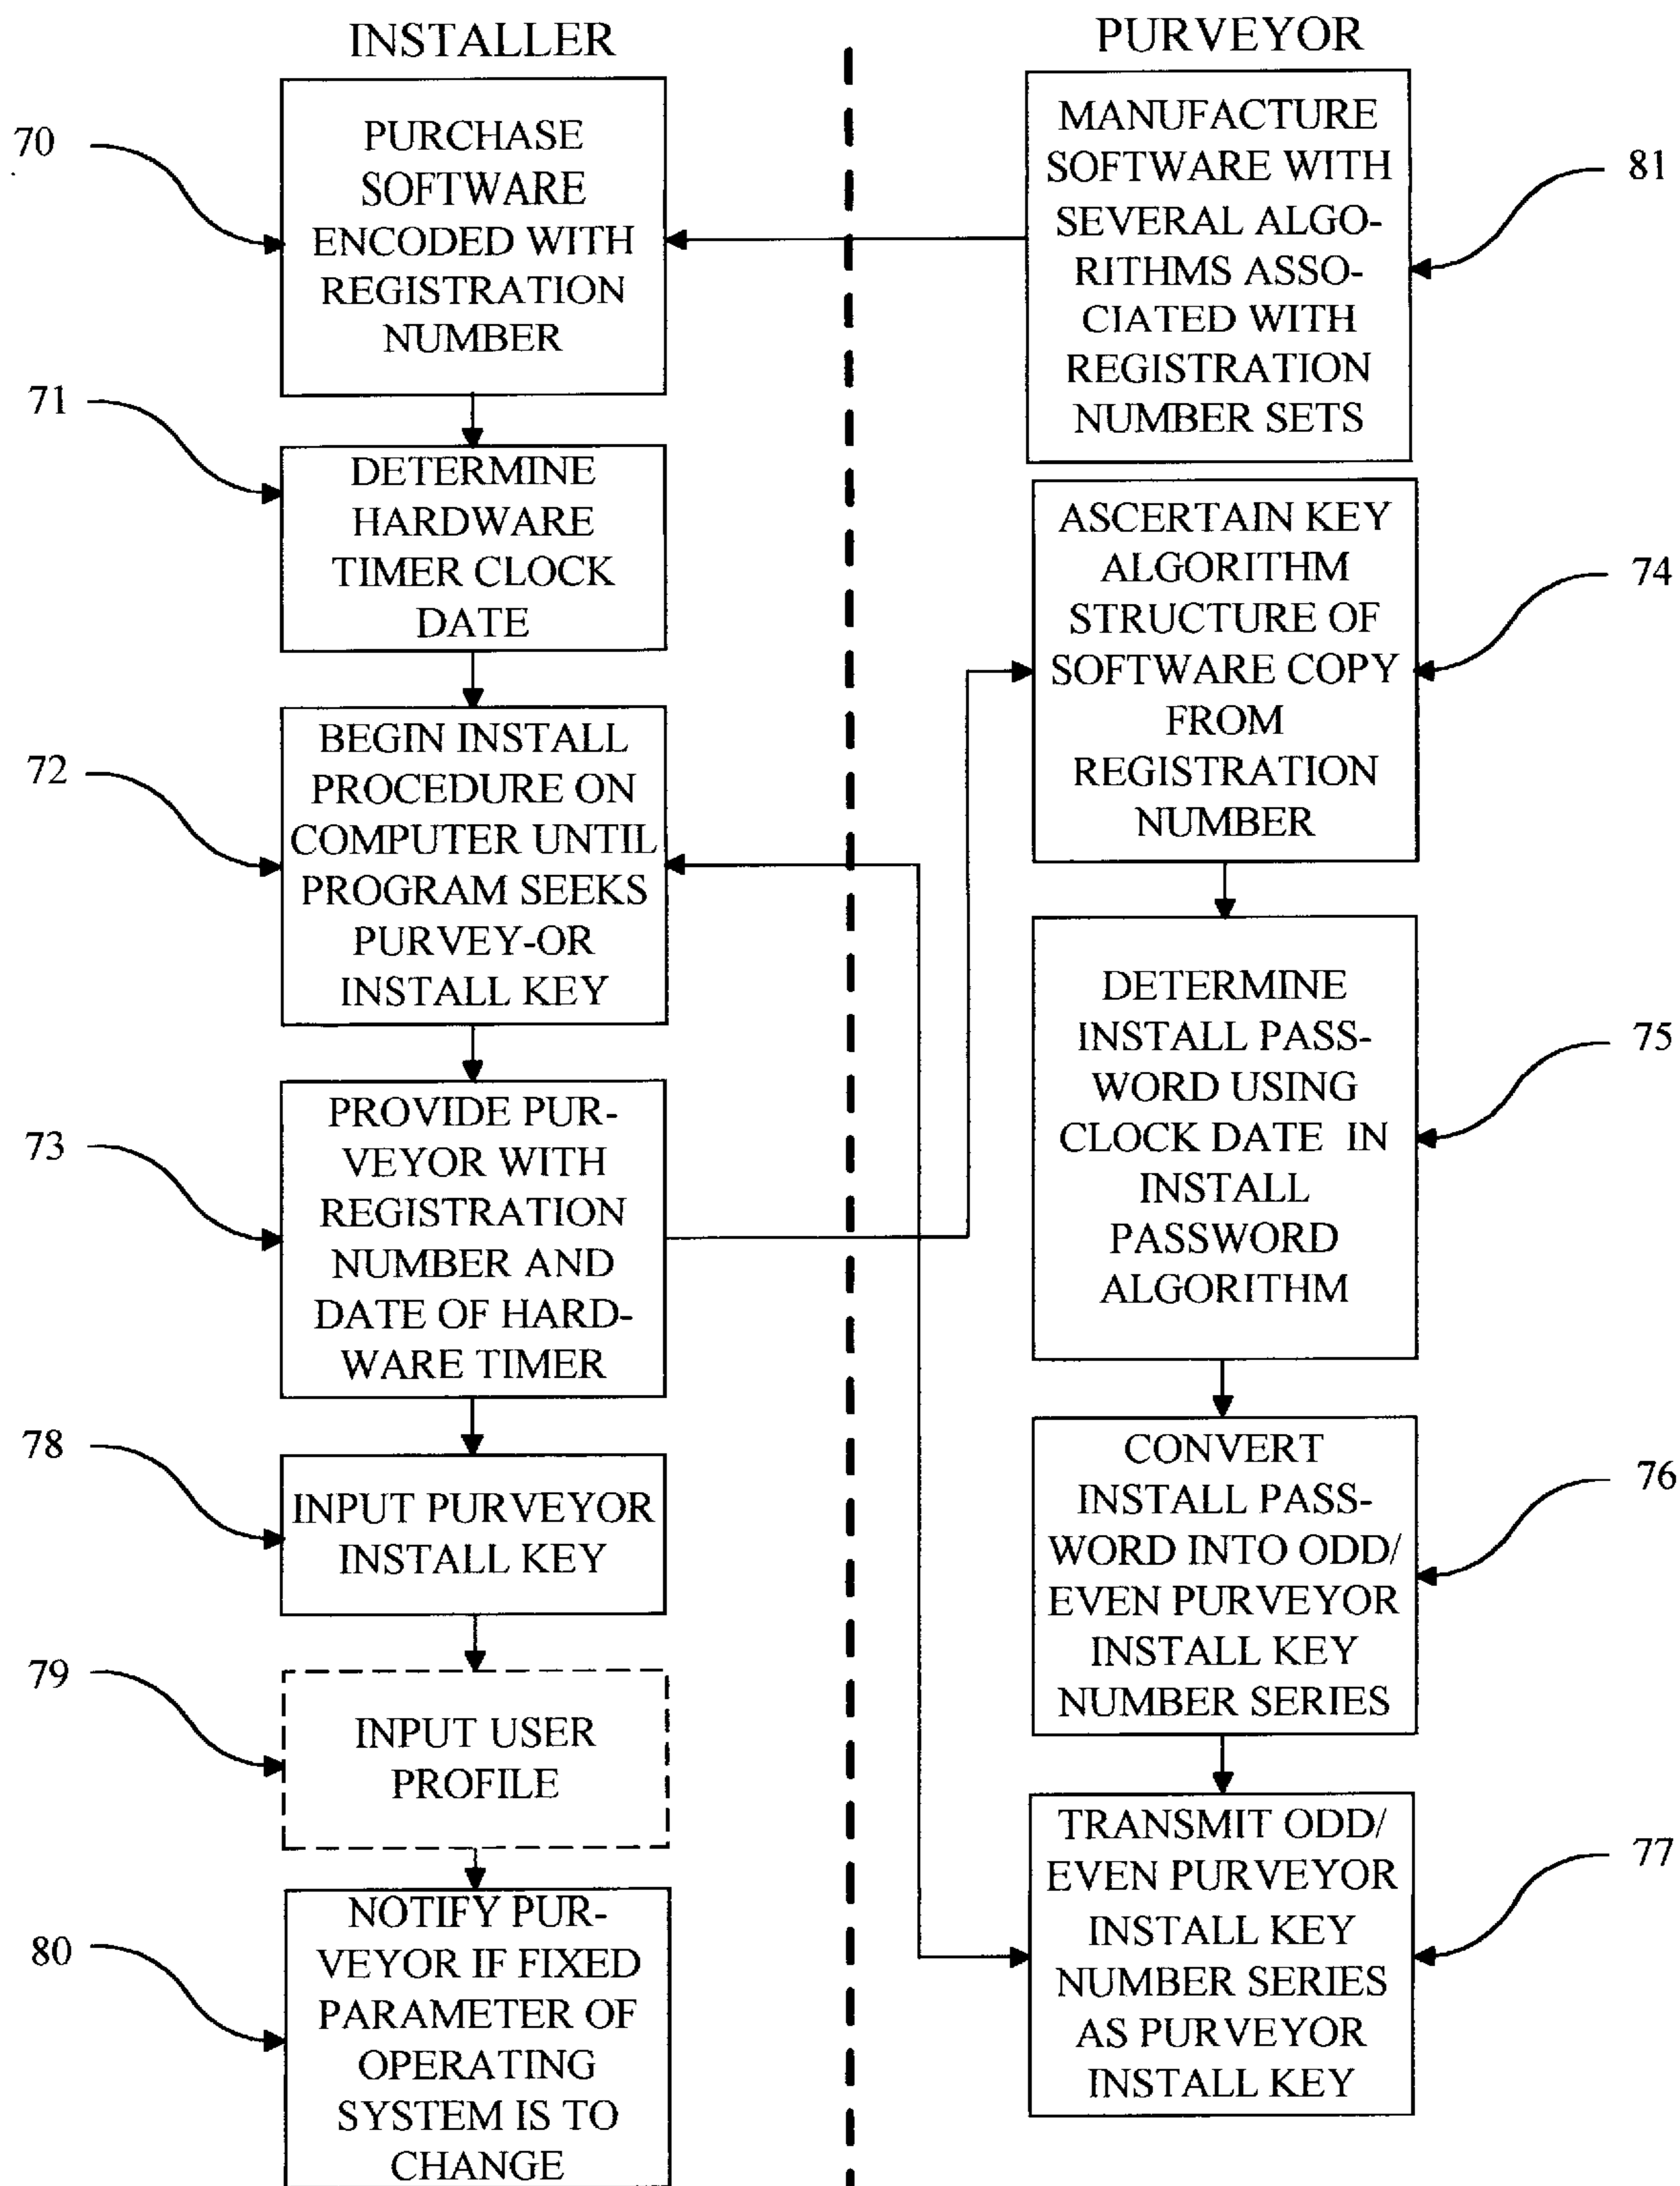 INSTALLER
70
PURCHASE
SOFTWARE
ENCODED WITH
REGISTRATION
NUMBER
71
DETERMINE
HARDWARE
TIMER CLOCK
DATE
72
BEGIN INSTALL
PROCEDURE ON
COMPUTER UNTIL
PROGRAM SEEKS
PURVEY-OR
INSTALL KEY
73
PROVIDE PUR-
VEYOR WITH
REGISTRATION
NUMBER AND
DATE OF HARD-
WARE TIMER
78
INPUT PURVEYOR
INSTALL KEY
79
INPUT USER
PROFILE
80
NOTIFY PUR-
VEYOR IF FIXED
PARAMETER OF
OPERATING
SYSTEM IS TO
CHANGE
PURVEYOR
MANUFACTURE
SOFTWARE WITH
SEVERAL ALGO-
RITHMS ASSO-
CIATED WITH
REGISTRATION
NUMBER SETS
81
ASCERTAIN KEY
ALGORITHM
STRUCTURE OF
SOFTWARE COPY
FROM
REGISTRATION
NUMBER
74
DETERMINE
INSTALL PASS-
WORD USING
CLOCK DATE IN
INSTALL
PASSWORD
ALGORITHM
75
CONVERT
INSTALL PASS-
WORD INTO ODD/
EVEN PURVEYOR
INSTALL KEY
NUMBER SERIES
76
TRANSMIT ODD/
EVEN PURVEYOR
INSTALL KEY
NUMBER SERIES
AS PURVEYOR
INSTALL KEY
77